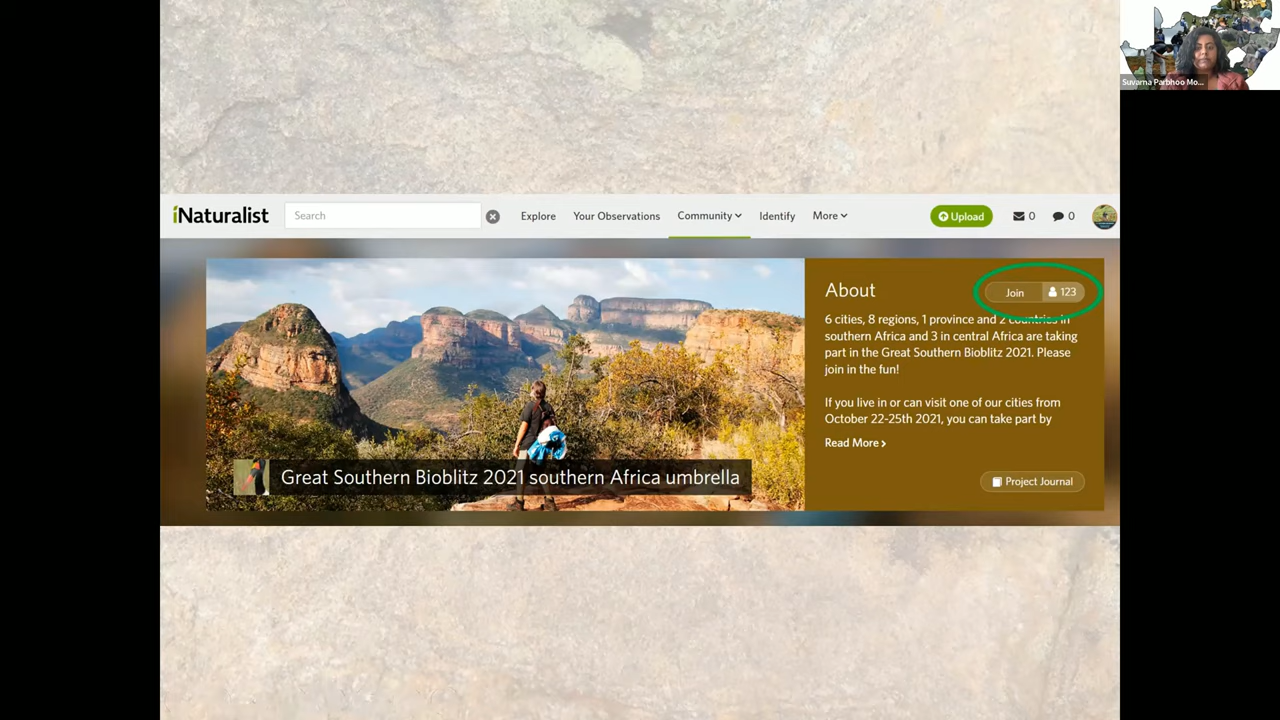 Suvarna Parbhoo Mo...
iNaturalist
Search
Explore
Your Observations
Community
Identify
More
Upload
0
0
About
Join
123
6 cities, 8 regions, 1 province and 2 countries in
southern Africa and 3 in central Africa are taking
part in the Great Southern Bioblitz 2021. Please
join in the fun!
If you live in or can visit one of our cities from
October 22-25th 2021, you can take part by
Read More
Great Southern Bioblitz 2021 southern Africa umbrella
Project Journal